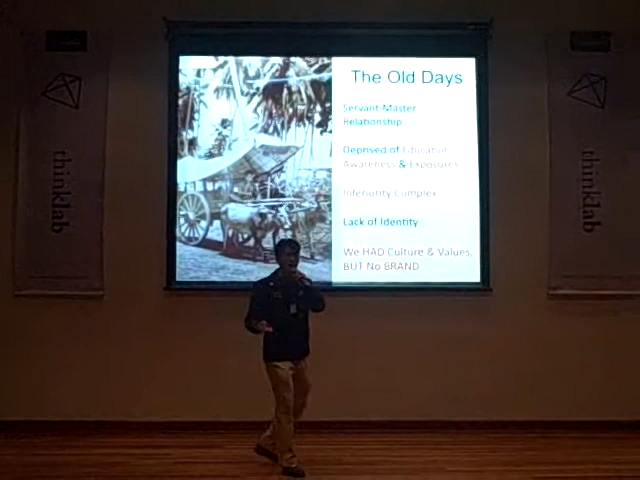 The Old Days
Servant-Master
Relationship
Deprived of Education
Awareness & Exposures
Inferiority Complex
Lack of Identity
We HAD Culture & Values,
BUT No BRAND
thinklab
thinklab